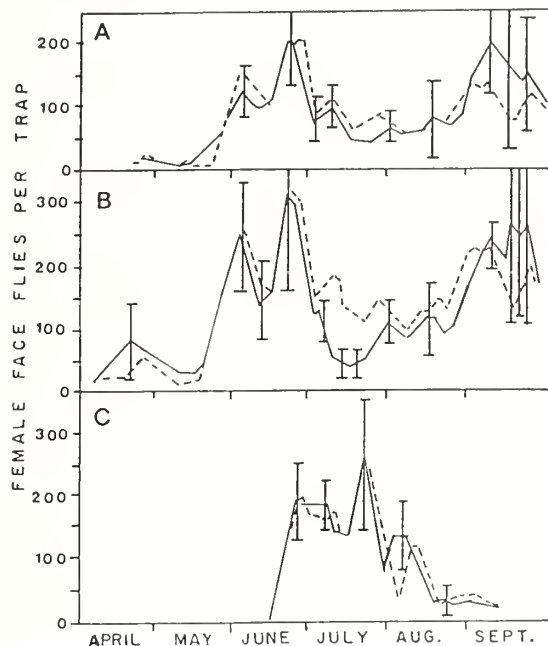 FEMALE FACE FLIES PER TRAP
A
200
100
0
B
300
200
100
0
C
300
200
100
0
APRIL MAY JUNE JULY AUG. SEPT.